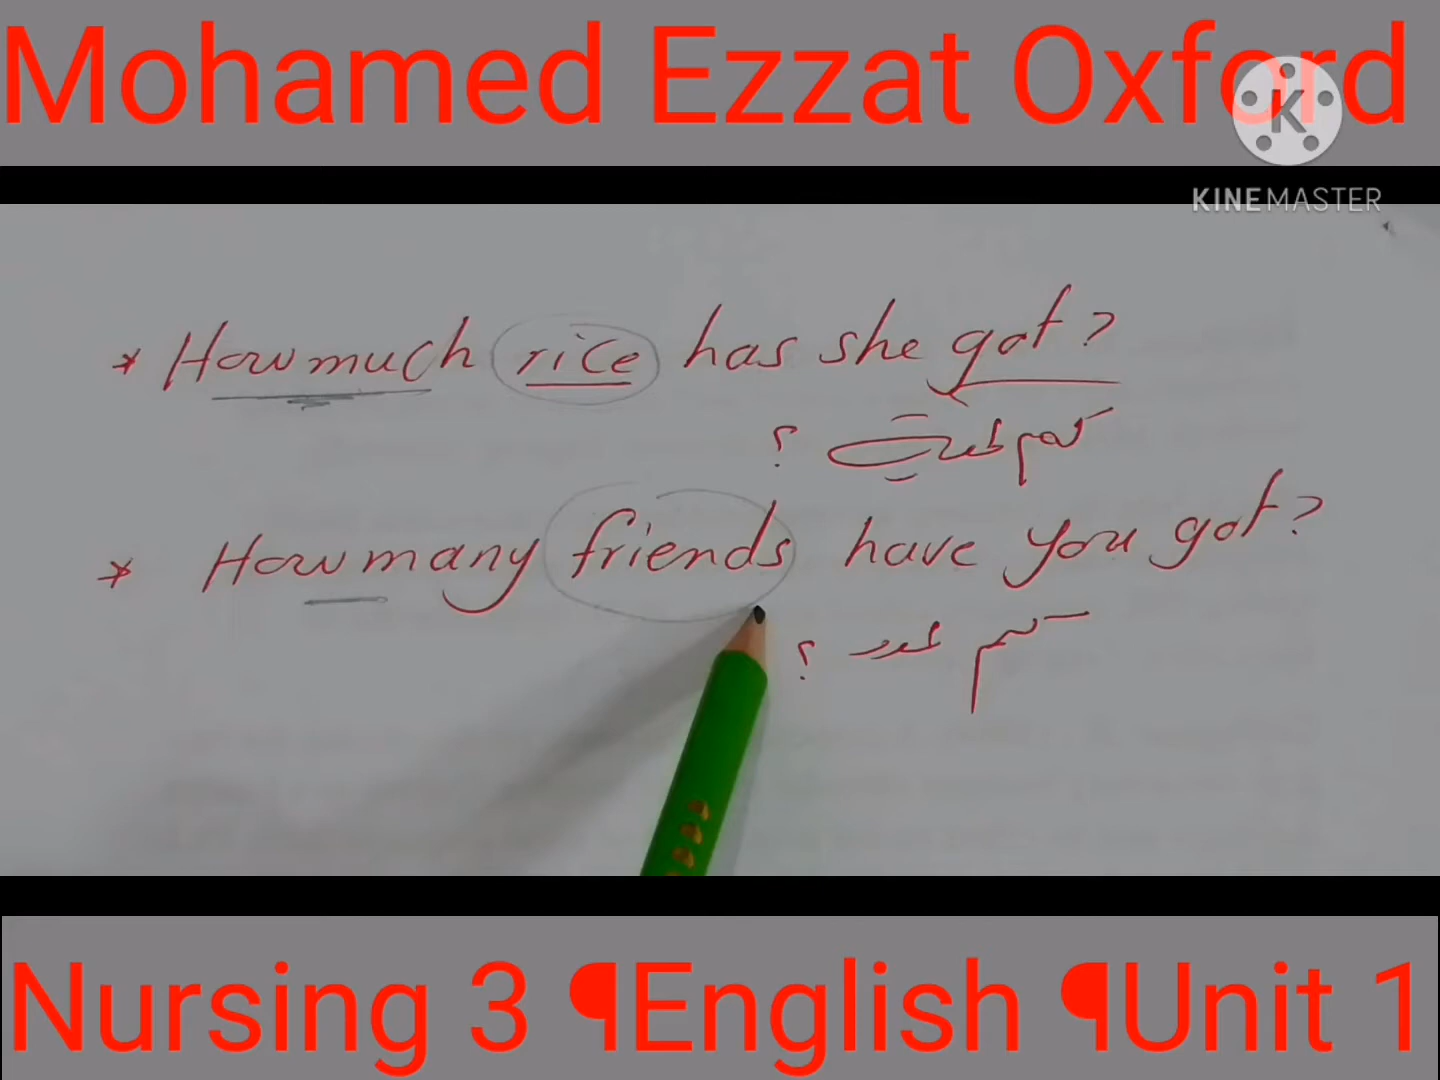 Mohamed Ezzat Oxford
KINEMASTER
* How much rice has she got?
كم كمية ؟
* How many friends have you got?
كم عدد ؟
Nursing 3 ¶English ¶Unit 1